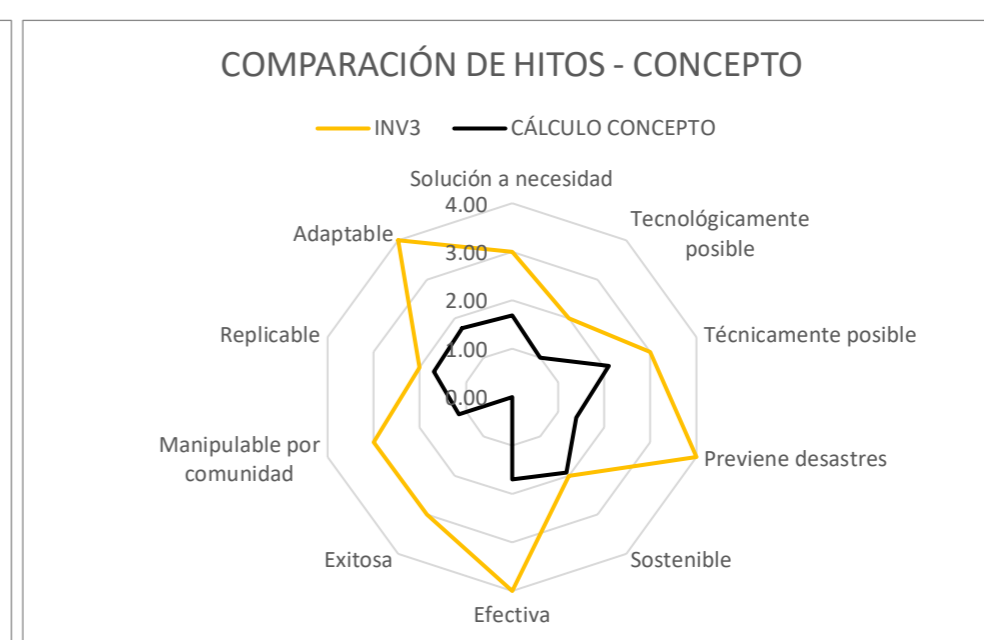 COMPARACIÓN DE HITOS - CONCEPTO
INV3
CÁLCULO CONCEPTO
Solución a necesidad
4.00
Tecnológicamente
posible
Adaptable
3.00
2.00
Replicable
Técnicamente posible
1.00
0.00
Manipulable por
comunidad
Previene desastres
Exitosa
Sostenible
Efectiva